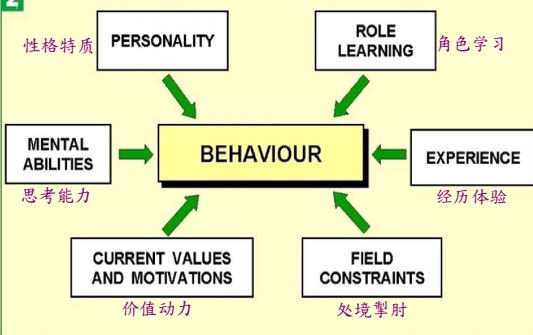 2
PERSONALITY
性格特质
ROLE
LEARNING
角色学习
MENTAL
ABILITIES
思考能力
BEHAVIOUR
EXPERIENCE
经历体验
CURRENT VALUES
AND MOTIVATIONS
价值动力
FIELD
CONSTRAINTS
处境掣肘